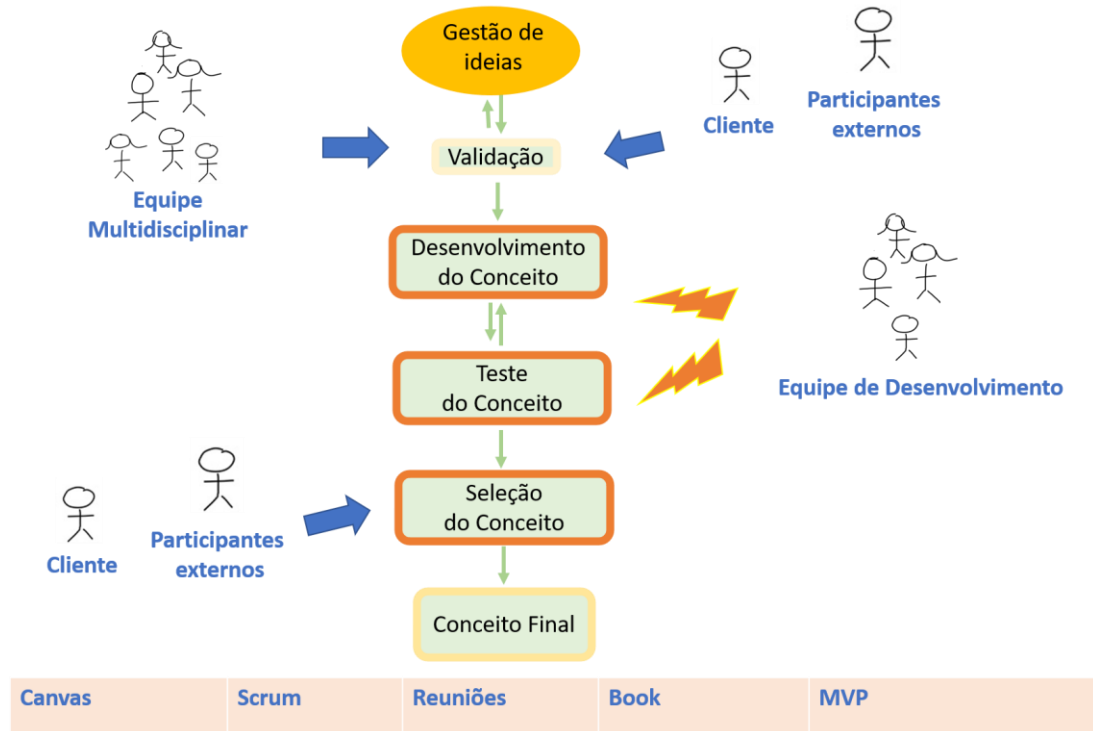 Gestão de
ideias
Cliente
Participantes
externos
Validação
Equipe
Multidisciplinar
Desenvolvimento
do Conceito
Teste
do Conceito
Equipe de Desenvolvimento
Seleção
do Conceito
Cliente
Participantes
externos
Conceito Final
Canvas
Scrum
Reuniões
Book
MVP